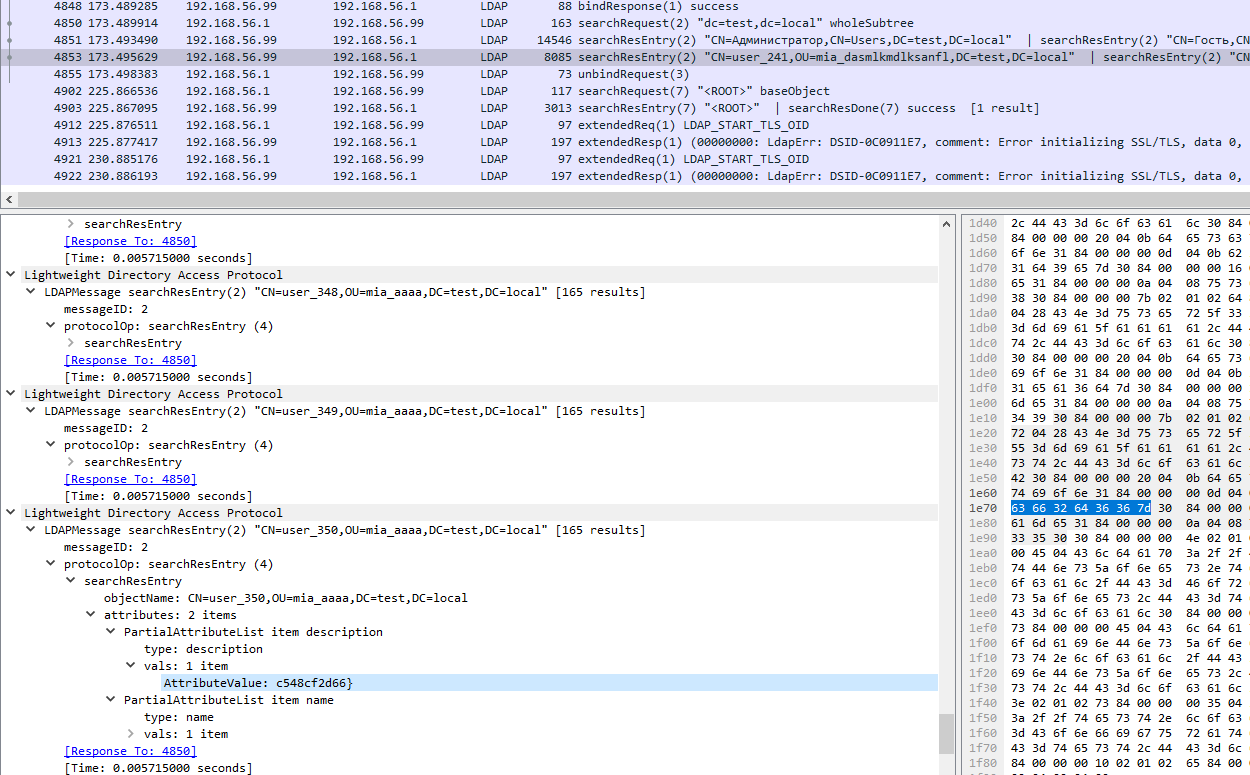 4848 173.489285 192.168.56.99 192.168.56.1 LDAP 88 bindResponse(1) success
4850 173.489914 192.168.56.1 192.168.56.99 LDAP 163 searchRequest(2) "dc=test,dc=local" wholeSubtree
4851 173.493490 192.168.56.99 192.168.56.1 LDAP 14546 searchResEntry(2) "CN=Администратор,CN=Users,DC=test,DC=local" | searchResEntry(2) "CN=Гость,CN
4853 173.495629 192.168.56.99 192.168.56.1 LDAP 8085 searchResEntry(2) "CN=user_241,OU=mia_dasmlkmdlksanfl,DC=test,DC=local" | searchResEntry(2) "CN
4855 173.498383 192.168.56.1 192.168.56.99 LDAP 73 unbindRequest(3)
4902 225.866536 192.168.56.1 192.168.56.99 LDAP 117 searchRequest(7) "<ROOT>" baseObject
4903 225.867095 192.168.56.99 192.168.56.1 LDAP 3013 searchResEntry(7) "<ROOT>" | searchResDone(7) success [1 result]
4912 225.876511 192.168.56.1 192.168.56.99 LDAP 97 extendedReq(1) LDAP_START_TLS_OID
4913 225.877417 192.168.56.99 192.168.56.1 LDAP 197 extendedResp(1) (00000000: LdapErr: DSID-0C0911E7, comment: Error initializing SSL/TLS, data 0,
4921 230.885176 192.168.56.1 192.168.56.99 LDAP 97 extendedReq(1) LDAP_START_TLS_OID
4922 230.886193 192.168.56.99 192.168.56.1 LDAP 197 extendedResp(1) (00000000: LdapErr: DSID-0C0911E7, comment: Error initializing SSL/TLS, data 0,
searchResEntry
[Response To: 4850]
[Time: 0.005715000 seconds]
Lightweight Directory Access Protocol
LDAPMessage searchResEntry(2) "CN=user_348,OU=mia_aaaa,DC=test,DC=local" [165 results]
messageID: 2
protocolOp: searchResEntry (4)
searchResEntry
[Response To: 4850]
[Time: 0.005715000 seconds]
Lightweight Directory Access Protocol
LDAPMessage searchResEntry(2) "CN=user_349,OU=mia_aaaa,DC=test,DC=local" [165 results]
messageID: 2
protocolOp: searchResEntry (4)
searchResEntry
[Response To: 4850]
[Time: 0.005715000 seconds]
Lightweight Directory Access Protocol
LDAPMessage searchResEntry(2) "CN=user_350,OU=mia_aaaa,DC=test,DC=local" [165 results]
messageID: 2
protocolOp: searchResEntry (4)
searchResEntry
objectName: CN=user_350,OU=mia_aaaa,DC=test,DC=local
attributes: 2 items
PartialAttributeList item description
type: description
vals: 1 item
AttributeValue: c548cf2d66}
PartialAttributeList item name
type: name
vals: 1 item
[Response To: 4850]
[Time: 0.005715000 seconds]
1d40 2c 44 43 3d 6c 6f 63 61 6c 30 84
1d50 84 00 00 00 20 04 0b 64 65 73 63
1d60 6f 6e 31 84 00 00 00 0d 04 0b 62
1d70 31 64 39 65 7d 30 84 00 00 00 16
1d80 65 31 84 00 00 00 0a 04 08 75 73
1d90 38 30 84 00 00 00 7b 02 01 02 64
1da0 04 28 43 4e 3d 75 73 65 72 5f 33
1db0 3d 6d 69 61 5f 61 61 61 61 2c 44
1dc0 74 2c 44 43 3d 6c 6f 63 61 6c 30
1dd0 30 84 00 00 00 20 04 0b 64 65 73
1de0 69 6f 6e 31 84 00 00 00 0d 04 0b
1df0 31 65 61 36 64 7d 30 84 00 00 00
1e00 6d 65 31 84 00 00 00 0a 04 08 75
1e10 34 39 30 84 00 00 00 7b 02 01 02
1e20 72 04 28 43 4e 3d 75 73 65 72 5f
1e30 55 3d 6d 69 61 5f 61 61 61 61 2c
1e40 73 74 2c 44 43 3d 6c 6f 63 61 6c
1e50 42 30 84 00 00 00 20 04 0b 64 65
1e60 74 69 6f 6e 31 84 00 00 00 0d 04
1e70 63 66 32 64 36 36 7d 30 84 00 00
1e80 61 6d 65 31 84 00 00 00 0a 04 08
1e90 33 35 30 30 84 00 00 00 4e 02 01
1ea0 00 45 04 43 6c 64 61 70 3a 2f 2f
1eb0 74 44 6e 73 5a 6f 6e 65 73 2e 74
1ec0 6f 63 61 6c 2f 44 43 3d 46 6f 72
1ed0 73 5a 6f 6e 65 73 2c 44 43 3d 74
1ee0 43 3d 6c 6f 63 61 6c 30 84 00 00
1ef0 73 84 00 00 00 45 04 43 6c 64 61
1f00 6f 6d 61 69 6e 44 6e 73 5a 6f 6e
1f10 73 74 2e 6c 6f 63 61 6c 2f 44 43
1f20 69 6e 44 6e 73 5a 6f 6e 65 73 2c
1f30 73 74 2c 44 43 3d 6c 6f 63 61 6c
1f40 3e 02 01 02 73 84 00 00 00 35 04
1f50 3a 2f 2f 74 65 73 74 2e 6c 6f 63
1f60 3d 43 6f 6e 66 69 67 75 72 61 74
1f70 43 3d 74 65 73 74 2c 44 43 3d 6c
1f80 84 00 00 00 10 02 01 02 65 84 00